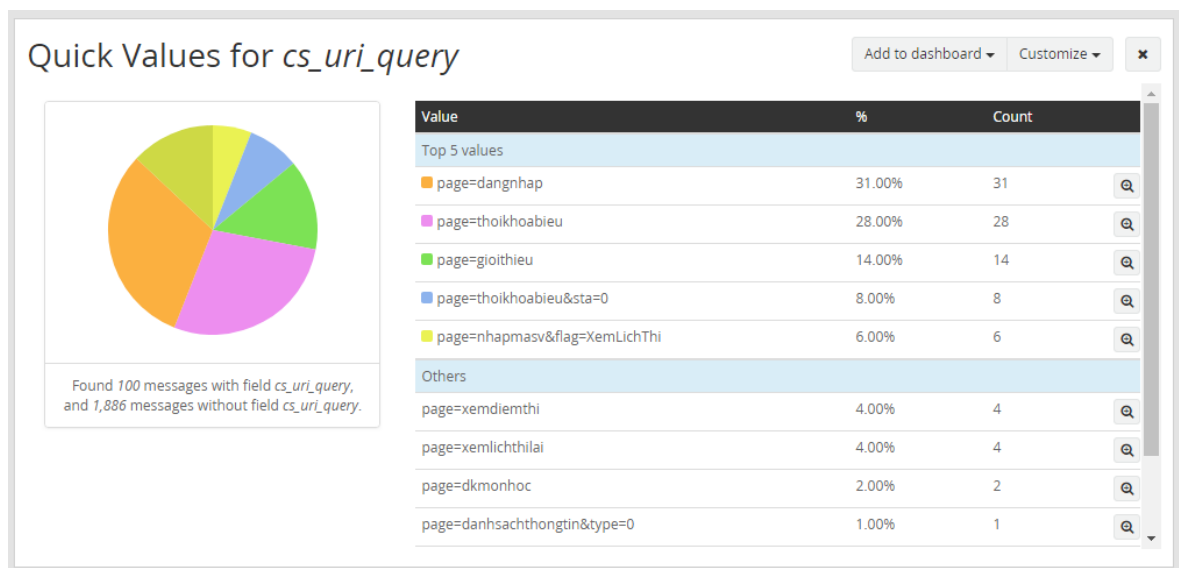 Quick Values for cs_uri_query
Add to dashboard
Customize
Value % Count
Top 5 values
page=dangnhap 31.00% 31
page=thoikhoabieu 28.00% 28
page=gioithieu 14.00% 14
page=thoikhoabieu&sta=0 8.00% 8
page=nhapmasv&flag=XemLichThi 6.00% 6
Others
page=xemdiemthi 4.00% 4
page=xemlichthilai 4.00% 4
page=dkmonhoc 2.00% 2
page=danhsachthongtin&type=0 1.00% 1
Found 100 messages with field cs_uri_query,
and 1,886 messages without field cs_uri_query.